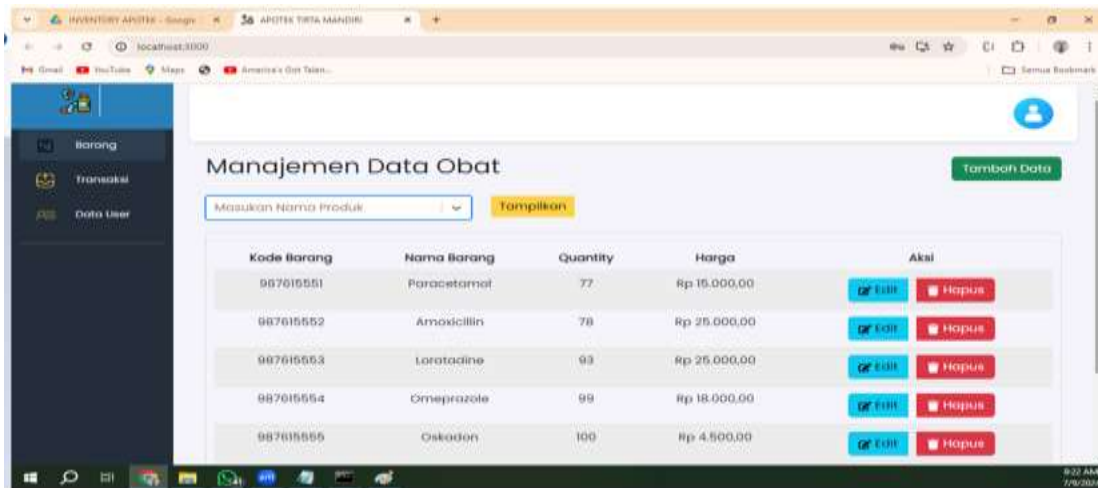 INVENTORY APOTEK - Google
APOTEK TIRTA MANDIRI
localhost:3000
Gmail YouTube Maps America's Got Talen...
Semua Bookmark
Barang
Transaksi
Data User
Manajemen Data Obat
Tambah Data
Masukan Nama Produk
Tampilkan
Kode Barang Nama Barang Quantity Harga Aksi
987615551 Paracetamol 77 Rp 15.000,00 Edit Hapus
987615552 Amoxicillin 78 Rp 25.000,00 Edit Hapus
987615553 Loratadine 93 Rp 25.000,00 Edit Hapus
987615554 Omeprazole 99 Rp 18.000,00 Edit Hapus
987615555 Oskadon 100 Rp 4.500,00 Edit Hapus
9:22 AM